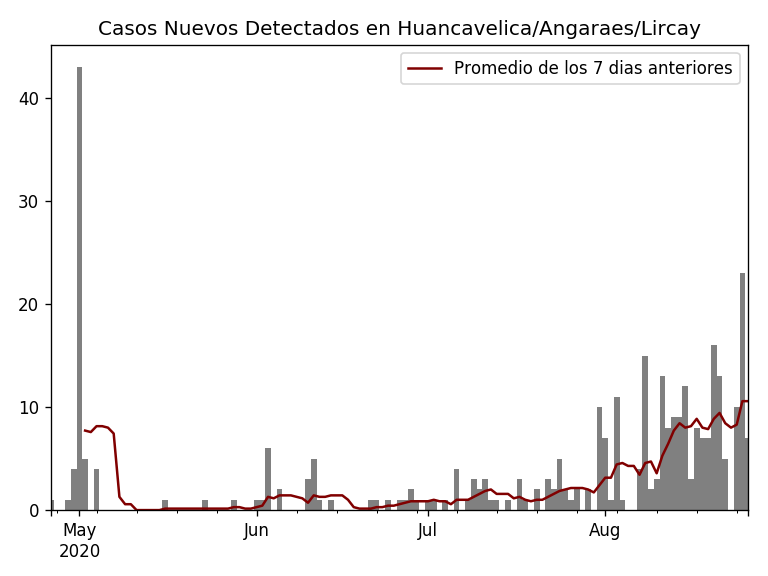 Casos Nuevos Detectados en Huancavelica/Angaraes/Lircay
Promedio de los 7 dias anteriores
40
30
20
10
0
May Jun Jul Aug
2020